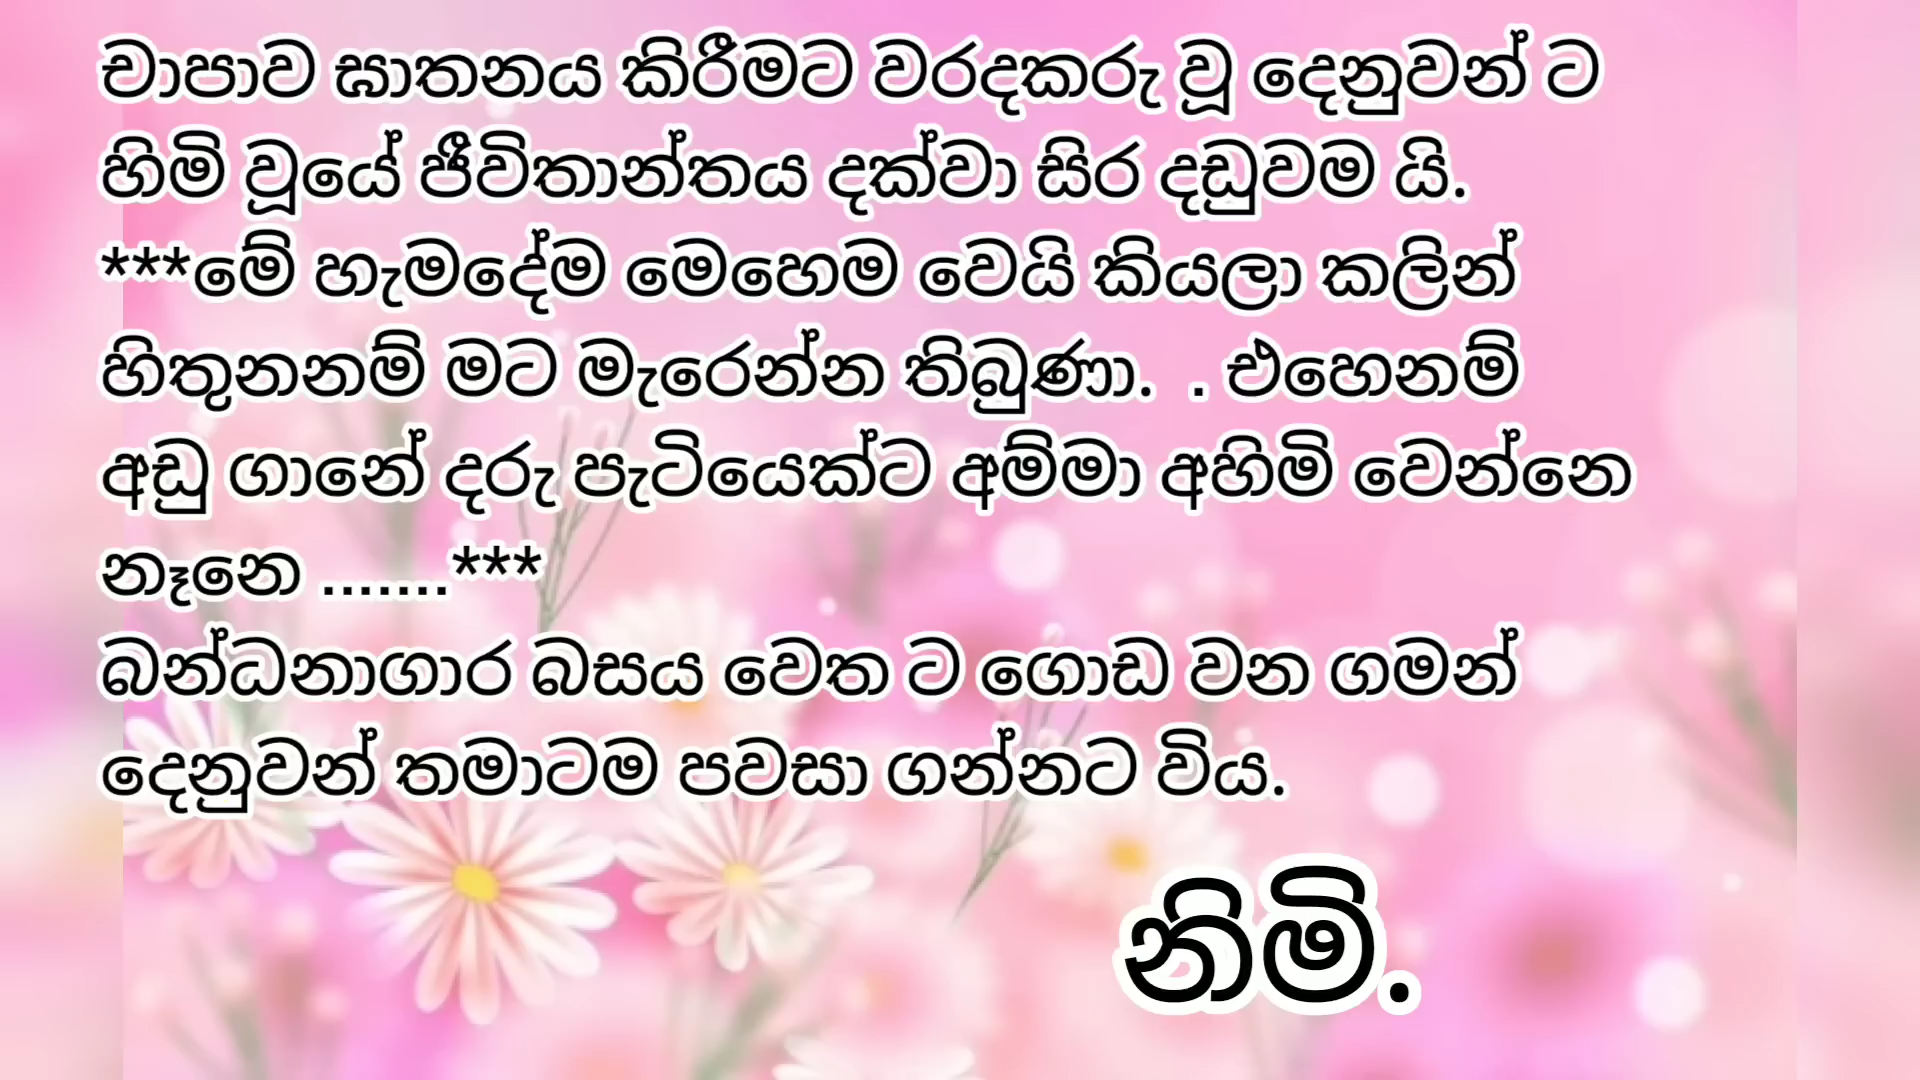 චාපාව ඝාතනය කිරීමට වරදකරු වූ දෙනුවන් ට
හිමි වූයේ ජීවිතාන්තය දක්වා සිර දඩුවම යි.
***මේ හැමදේම මෙහෙම වෙයි කියලා කලින්
හිතුනනම් මට මැරෙන්න තිබුණා.  . එහෙනම්
අඩු ගානේ දරු පැටියෙක්ට අම්මා අහිමි වෙන්නෙ
නෑනෙ .......***
බන්ධනාගාර බසය වෙත ට ගොඩ වන ගමන්
දෙනුවන් තමාටම පවසා ගන්නට විය.
නිමි.